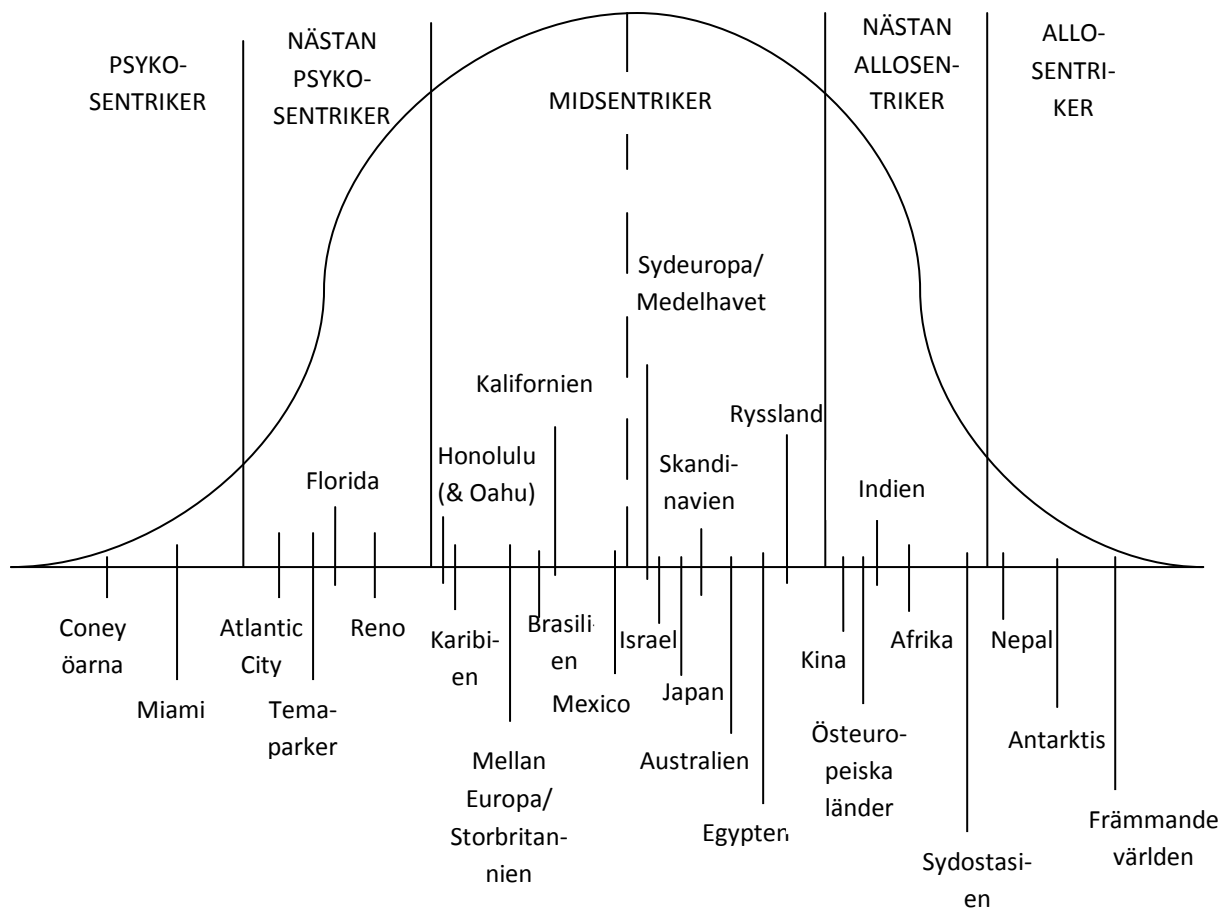 PSYKO-
SENTRIKER
NÄSTAN
PSYKO-
SENTRIKER
MIDSENTRIKER
NÄSTAN
ALLOSEN-
TRIKER
ALLO-
SENTRI-
KER
Sydeuropa/
Medelhavet
Kalifornien
Ryssland
Honolulu
(& Oahu)
Skandi-
navien
Florida
Indien
Coney
öarna
Miami
Atlantic
City
Tema-
parker
Reno
Karibi-
en
Mellan
Europa/
Storbritan-
nien
Brasili-
en
Mexico
Israel
Japan
Australien
Egypten
Kina
Östeuro-
peiska
länder
Afrika
Sydostasi-
en
Nepal
Antarktis
Främmande
världen